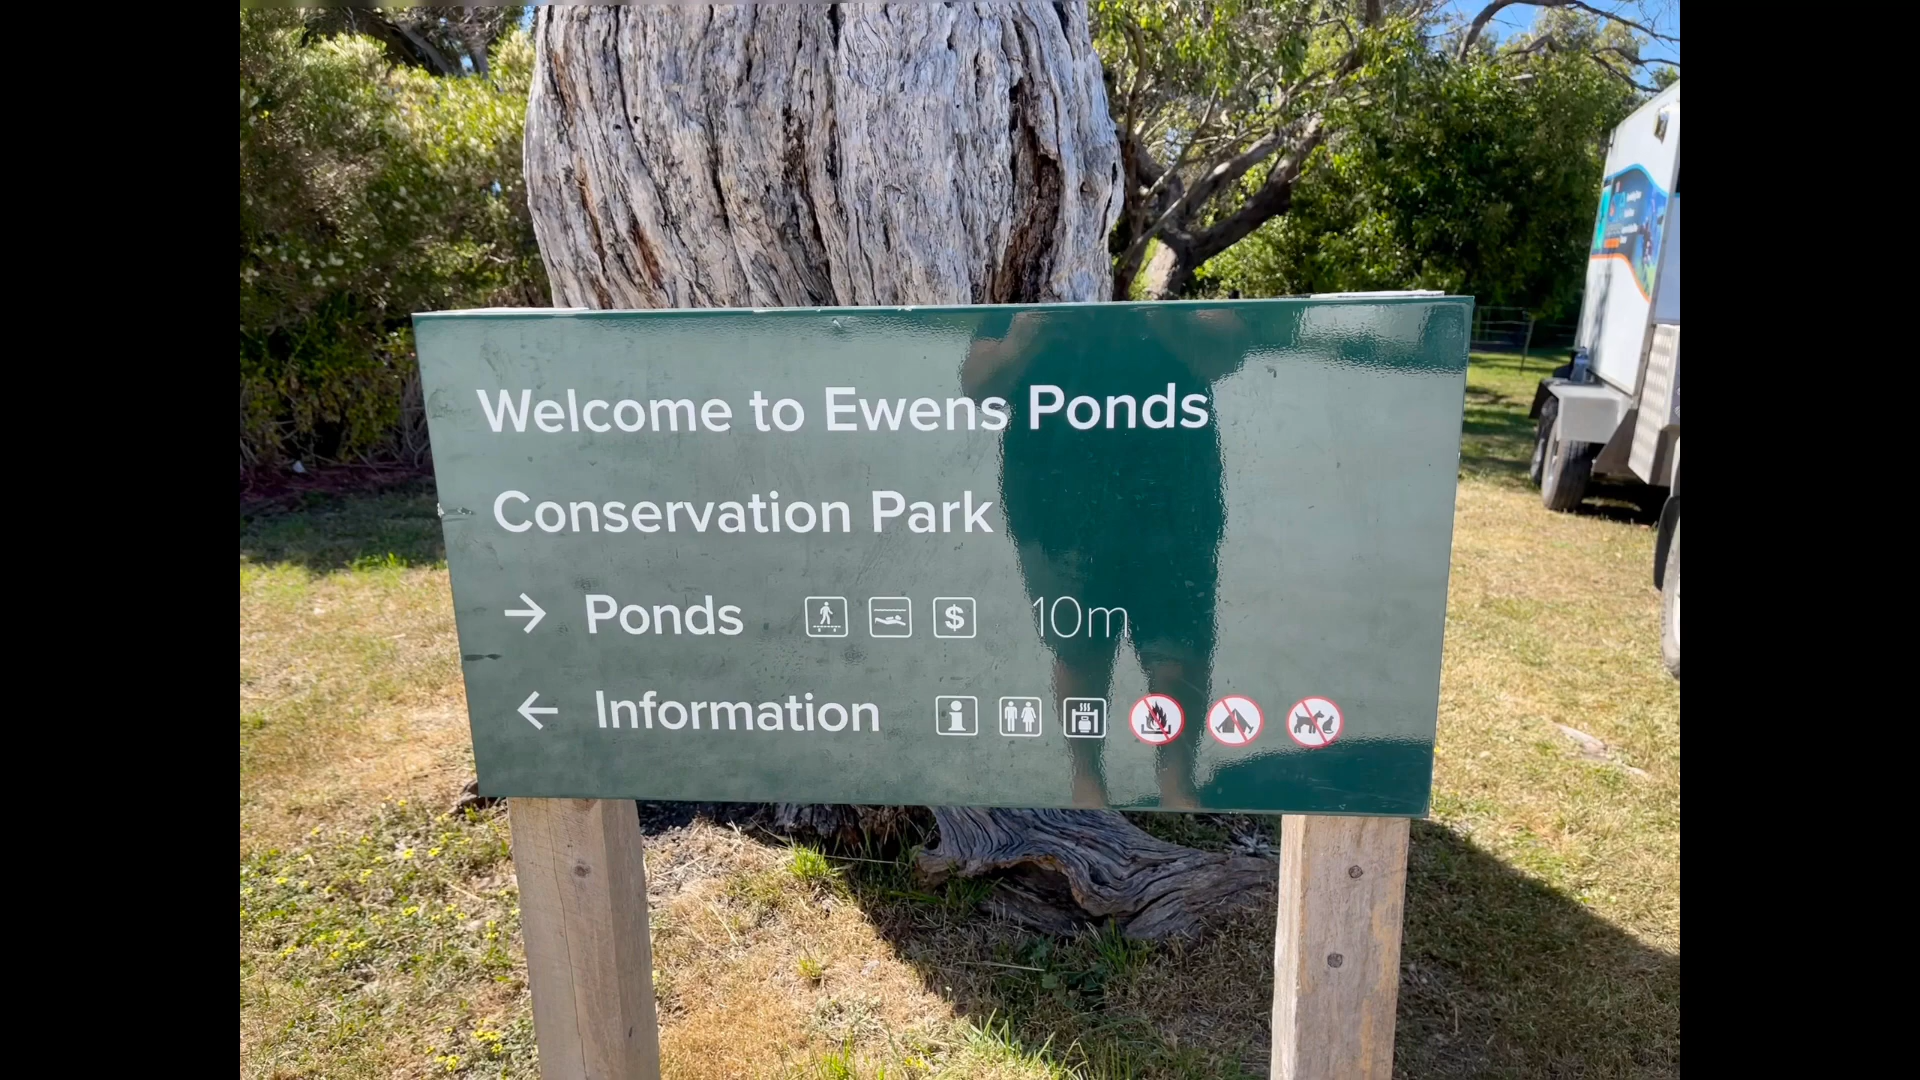 Welcome to Ewens Ponds
Conservation Park
→ Ponds $ 10m
← Information i